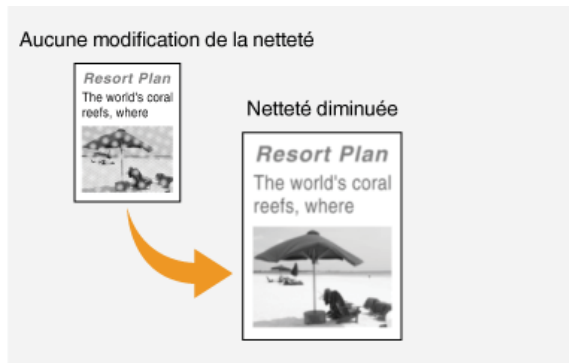 Aucune modification de la netteté
Resort Plan
The world's coral
reefs, where
Netteté diminuée
Resort Plan
The world's coral
reefs, where